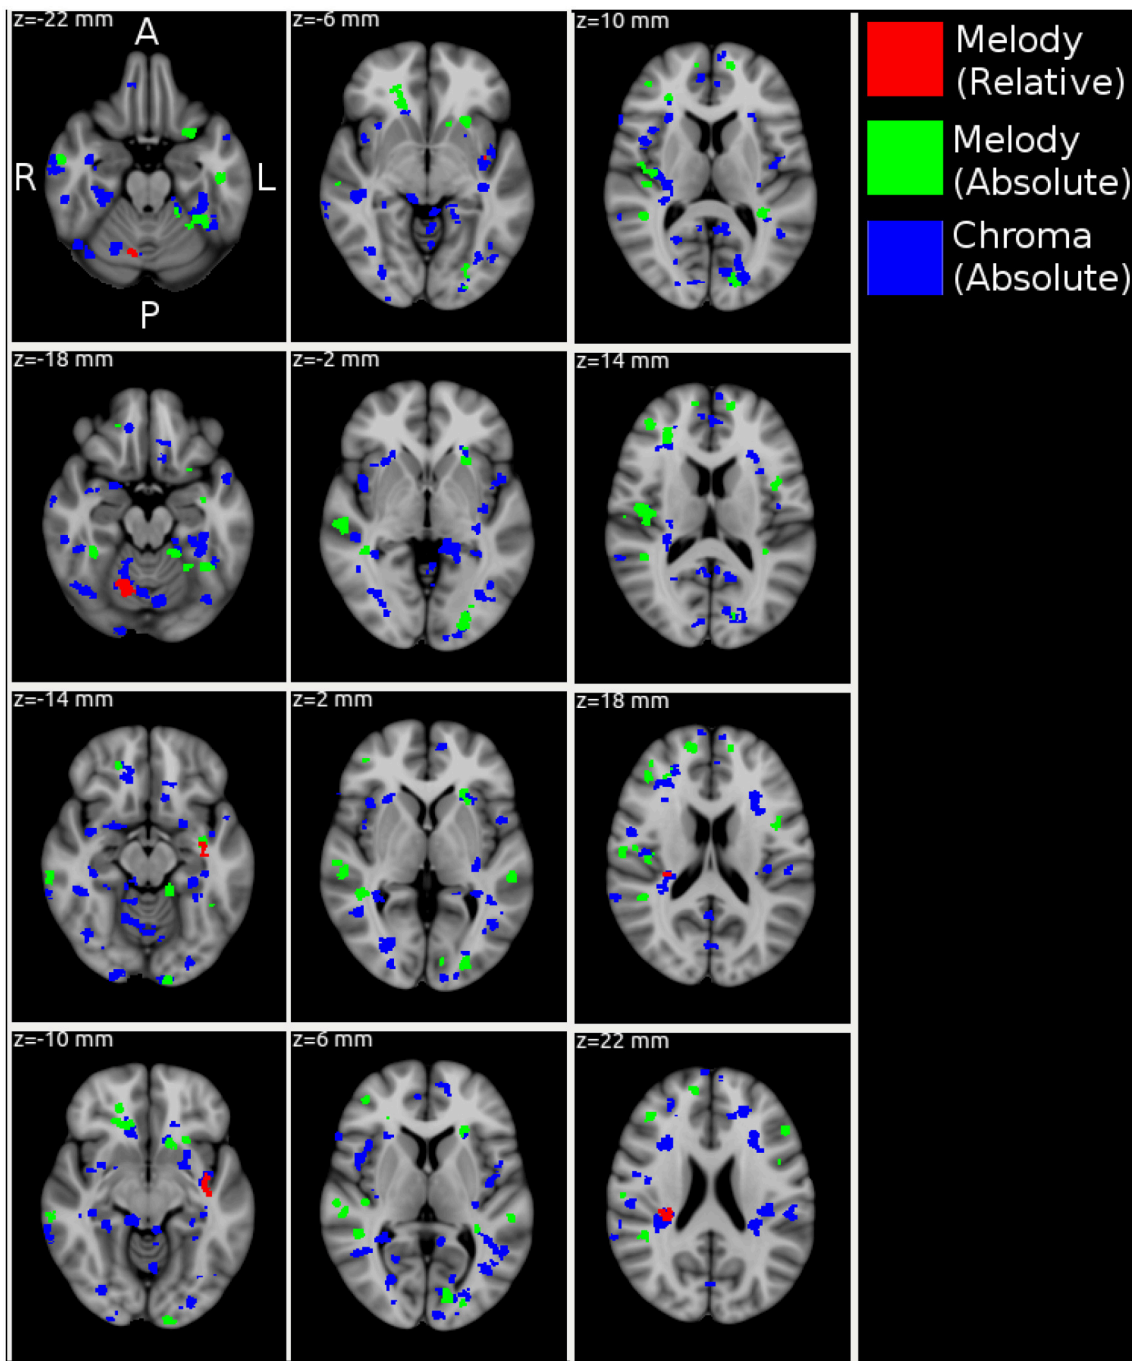 z=-22 mm
z=-6 mm
z=10 mm
A
R
L
P
Melody
(Relative)
Melody
(Absolute)
Chroma
(Absolute)
z=-18 mm
z=-2 mm
z=14 mm
z=-14 mm
z=2 mm
z=18 mm
z=-10 mm
z=6 mm
z=22 mm